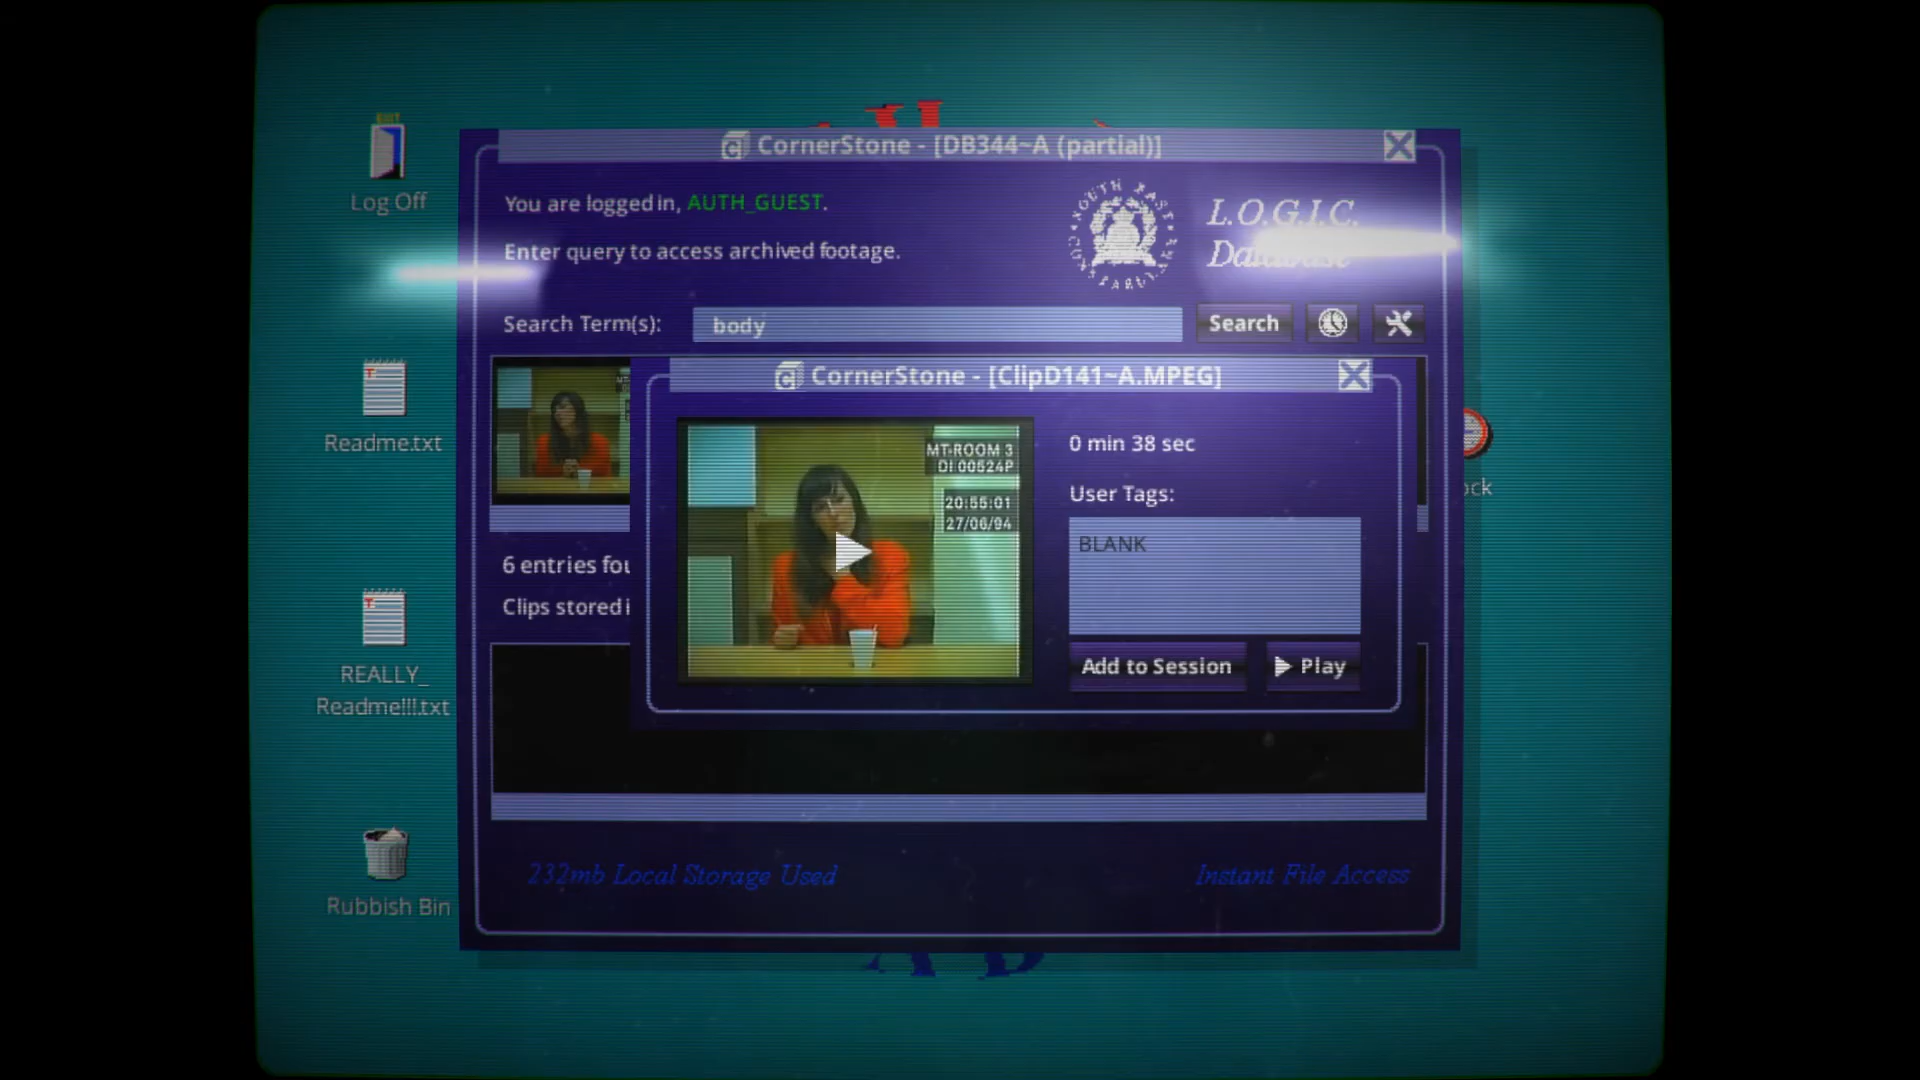 CornerStone - [DB344~A (partial)]
EXIT
Log Off
You are logged in, AUTH_GUEST.
Enter query to access archived footage.
L.O.G.I.C.
Database
Search Term(s):
body
Search
CornerStone - [ClipD141~A.MPEG]
Readme.txt
MT-ROOM 3
DI 00524P
20:55:01
27/06/94
0 min 38 sec
User Tags:
BLANK
ock
6 entries fou
Clips stored i
REALLY_
Readme!!!.txt
Add to Session
Play
232mb Local Storage Used
Instant File Access
Rubbish Bin